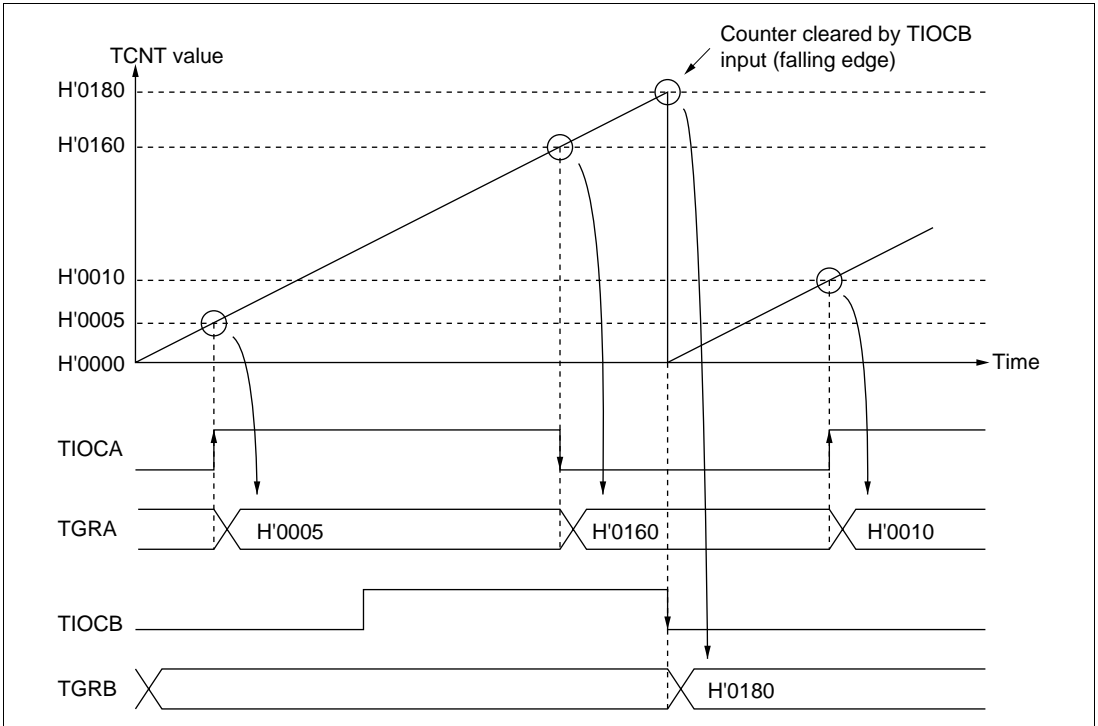 Counter cleared by TIOCB
input (falling edge)
TCNT value
H'0180
H'0160
H'0010
H'0005
H'0000
Time
TIOCA
TGRA
H'0005
H'0160
H'0010
TIOCB
TGRB
H'0180